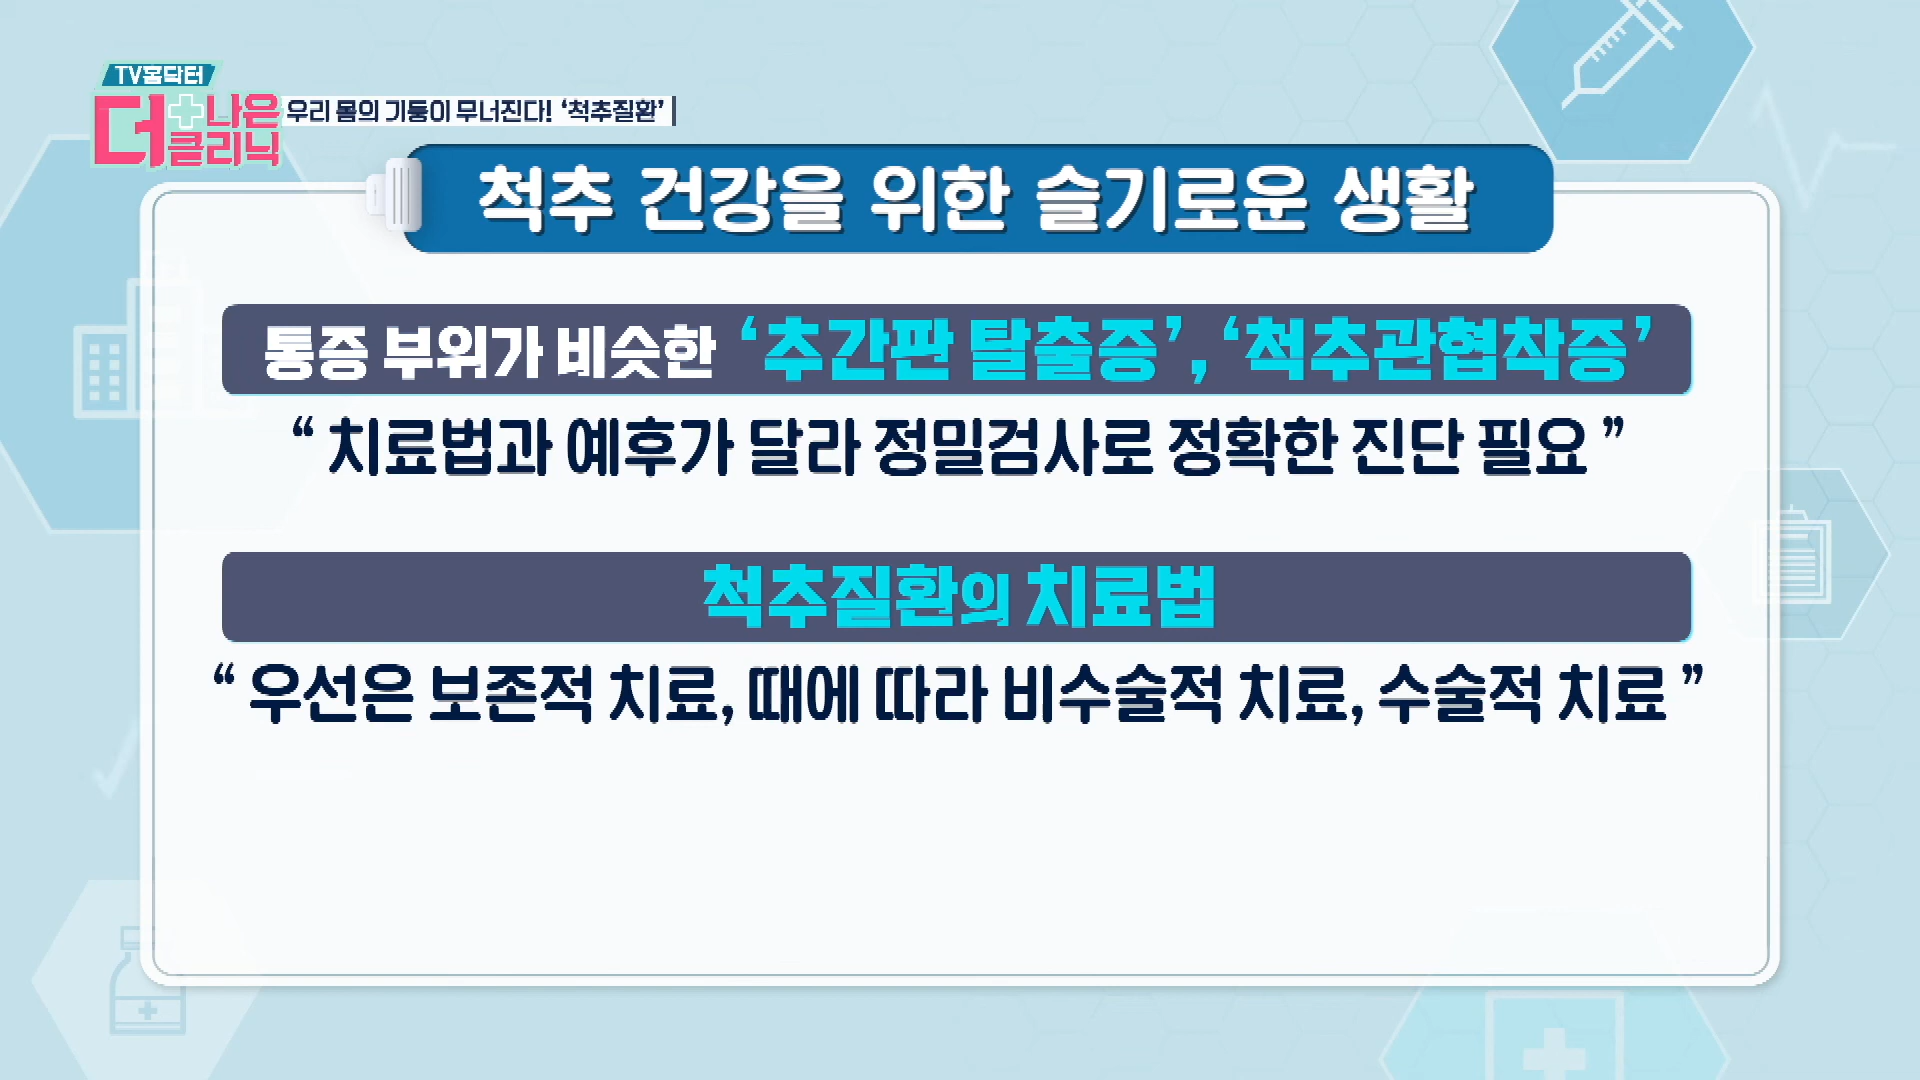 TV홈닥터
더 나은 클리닉
우리 몸의 기둥이 무너진다! ‘척추질환’
척추 건강을 위한 슬기로운 생활
통증 부위가 비슷한 ‘추간판 탈출증’, ‘척추관협착증’
“ 치료법과 예후가 달라 정밀검사로 정확한 진단 필요 ”
척추질환의 치료법
“ 우선은 보존적 치료, 때에 따라 비수술적 치료, 수술적 치료 ”